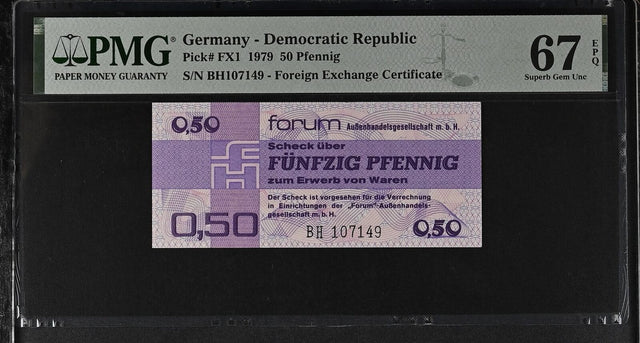 PMG®
PAPER MONEY GUARANTY
Germany - Democratic Republic
Pick# FX1 1979 50 Pfennig
S/N BH107149 - Foreign Exchange Certificate
67
EPQ
Superb Gem Unc
0,50
forum Außenhandelsgesellschaft m. b. H.
Scheck über
FÜNFZIG PFENNIG
zum Erwerb von Waren
Der Scheck ist vorgesehen für die Verrechnung
in Einrichtungen der „Forum"-Außenhandels-
gesellschaft m. b. H.
0,50
BH 107149
0,50